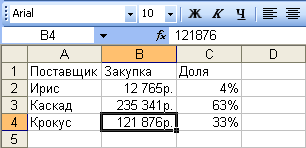 Arial 10 Ж К
B4 fx 121876
A B C D
1 Поставщик Закупка Доля
2 Ирис 12 765р. 4%
3 Каскад 235 341р. 63%
4 Крокус 121 876р. 33%
5